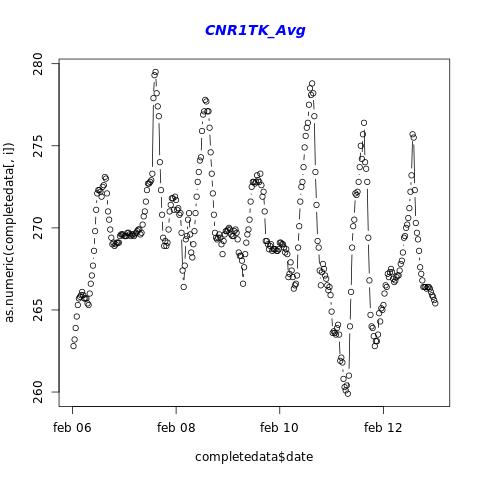 CNR1TK_Avg
as.numeric(completedata[, i])
280
275
270
265
260
feb 06 feb 08 feb 10 feb 12
completedata$date